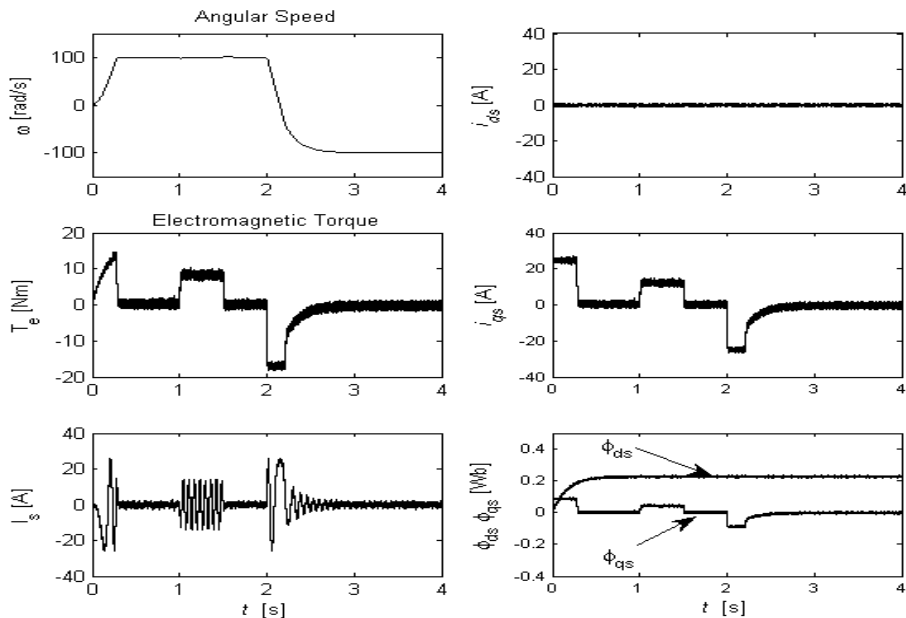 Angular Speed
ω [rad/s]
100
0
-100
0 1 2 3 4
i_ds [A]
40
20
0
-20
-40
0 1 2 3 4
Electromagnetic Torque
T_e [Nm]
20
10
0
-10
-20
0 1 2 3 4
i_qs [A]
40
20
0
-20
-40
0 1 2 3 4
I_s [A]
40
20
0
-20
-40
0 1 2 3 4
t [s]
ϕ_ds ϕ_qs [Wb]
0.4
0.2
0
-0.2
-0.4
ϕ_ds
ϕ_qs
0 1 2 3 4
t [s]